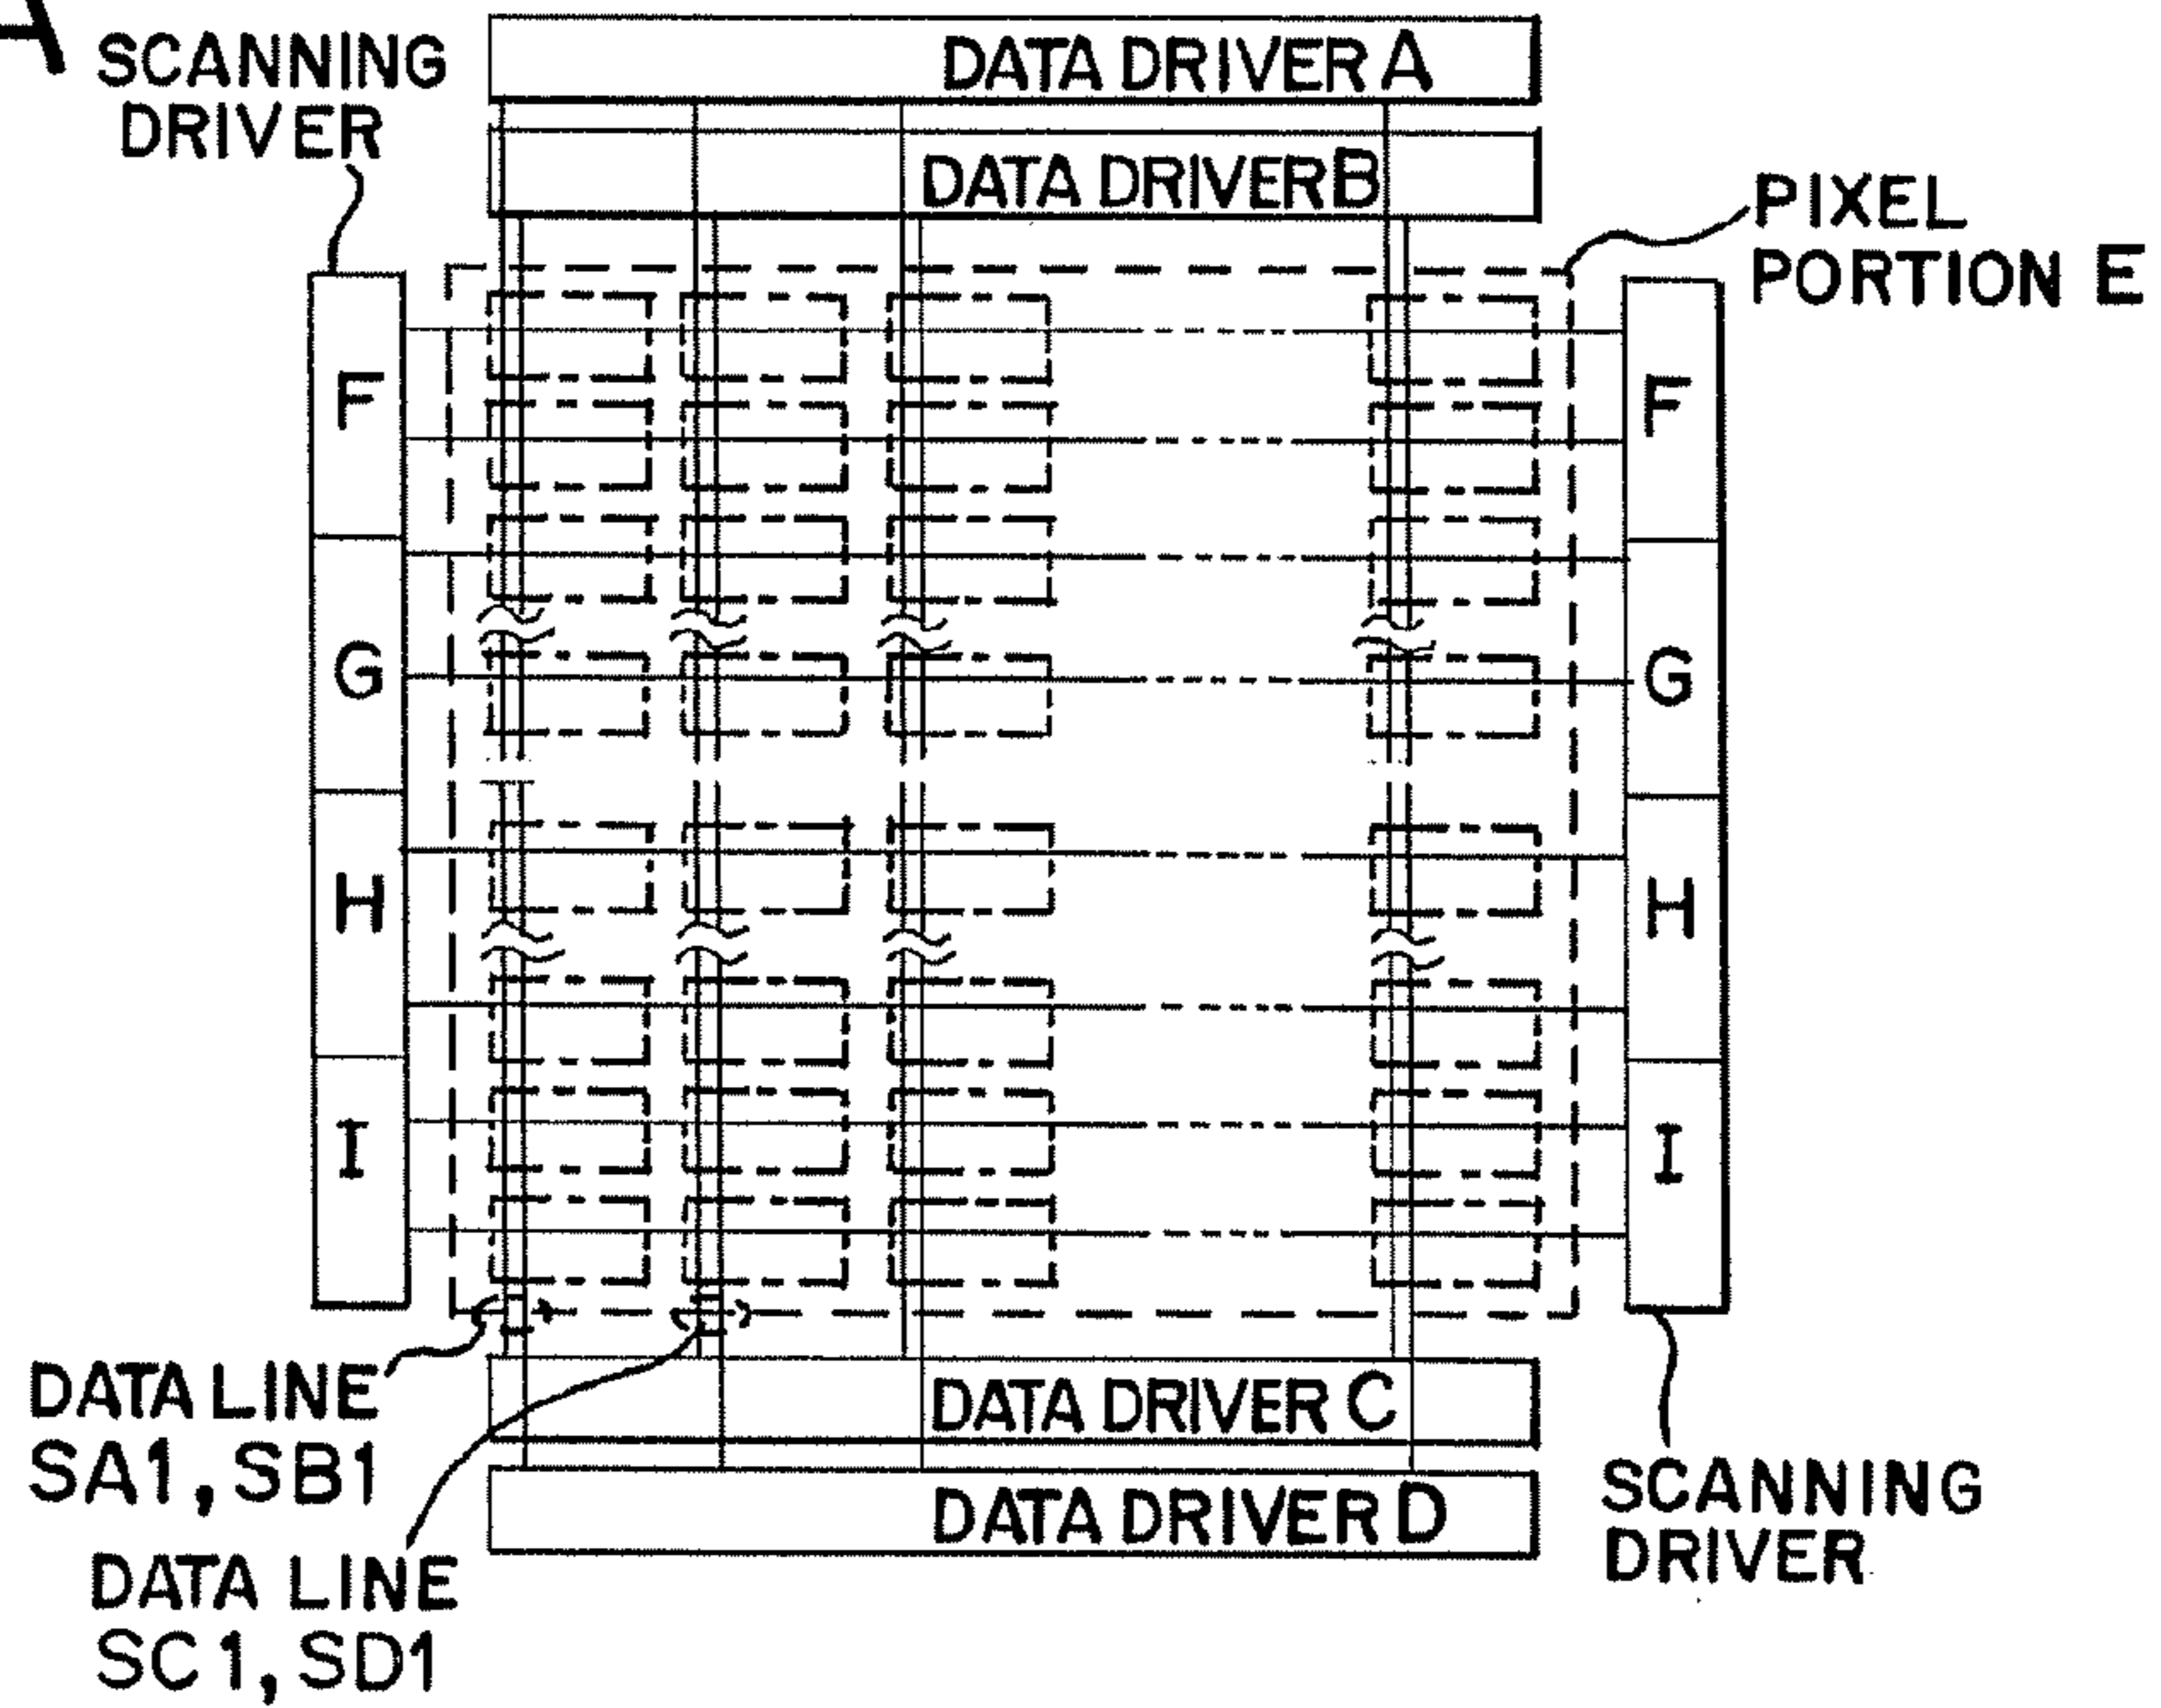 A
SCANNING
DRIVER
DATA DRIVER A
DATA DRIVER B
PIXEL
PORTION E
F
G
H
I
F
G
H
I
DATA LINE
SA1, SB1
DATA LINE
SC1, SD1
DATA DRIVER C
DATA DRIVER D
SCANNING
DRIVER